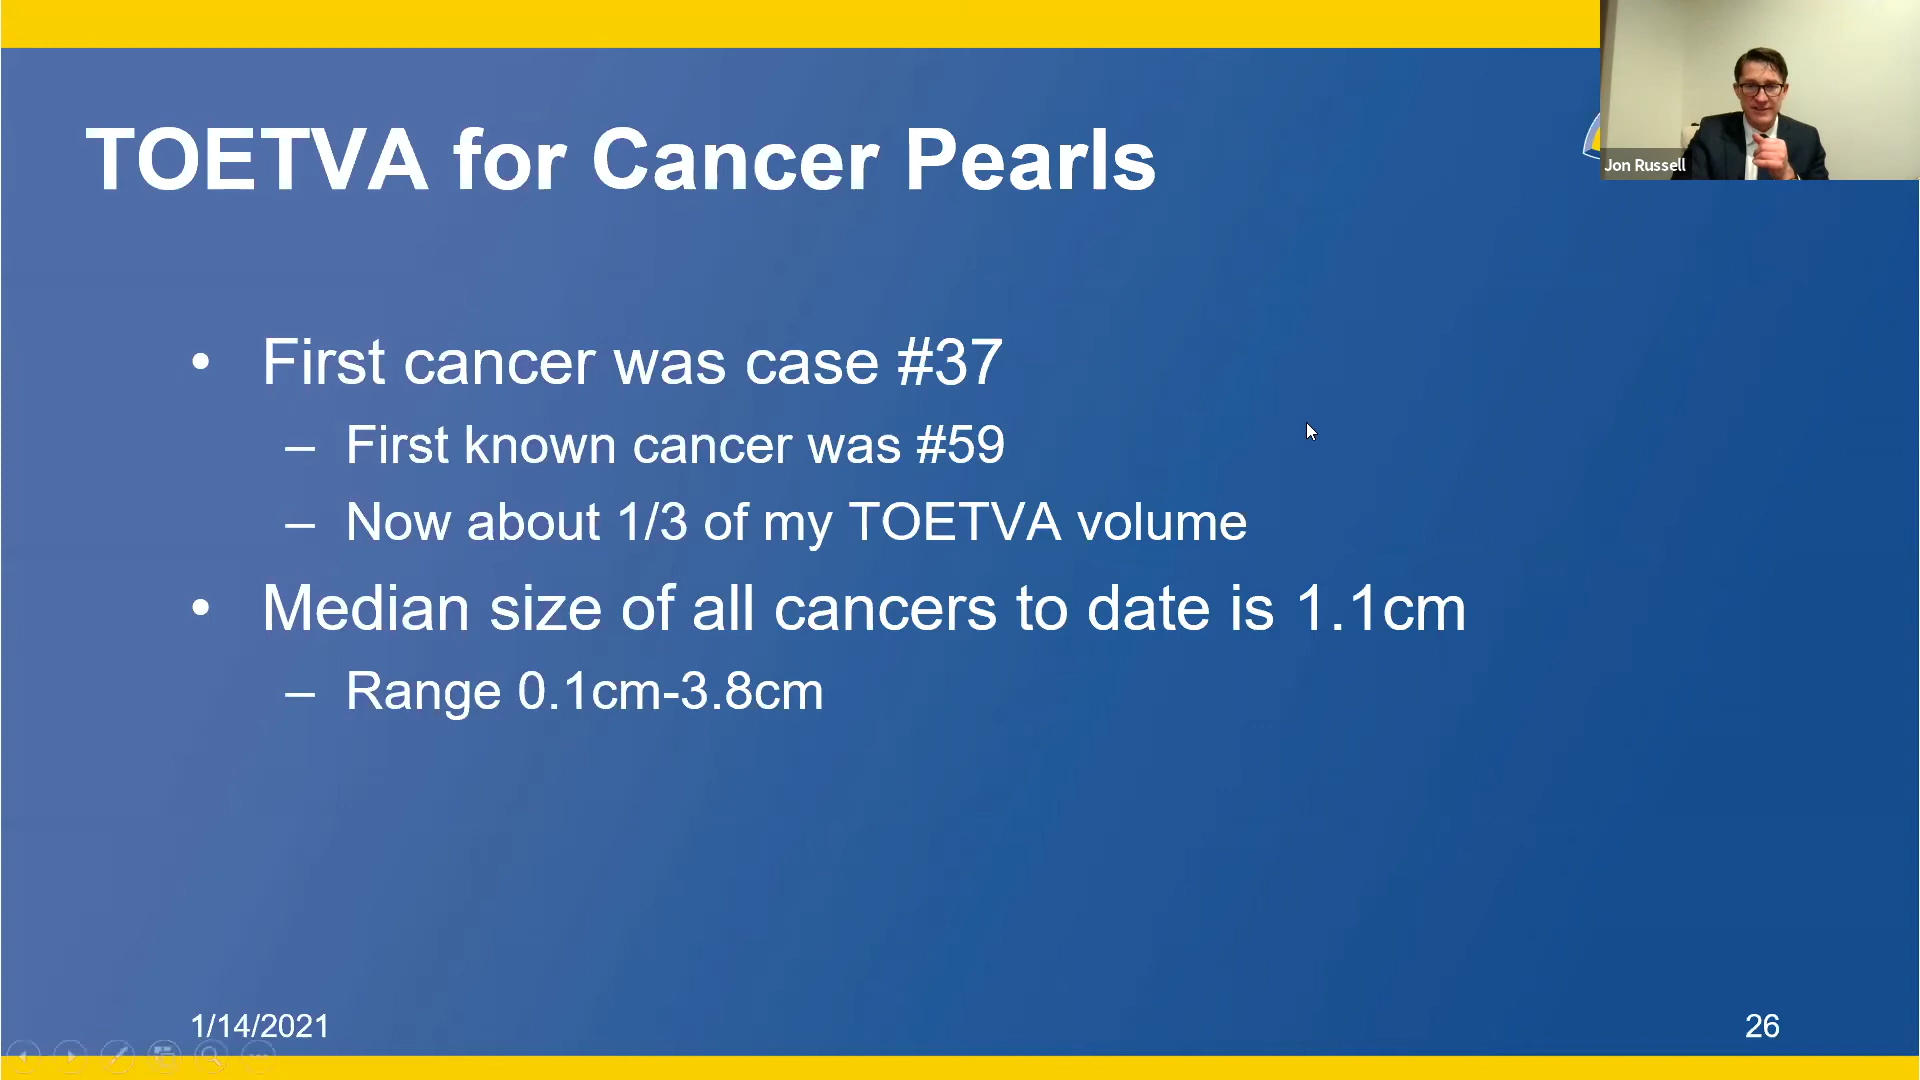 TOETVA for Cancer Pearls
Jon Russell
• First cancer was case #37
– First known cancer was #59
– Now about 1/3 of my TOETVA volume
• Median size of all cancers to date is 1.1cm
– Range 0.1cm-3.8cm
1/14/2021
26